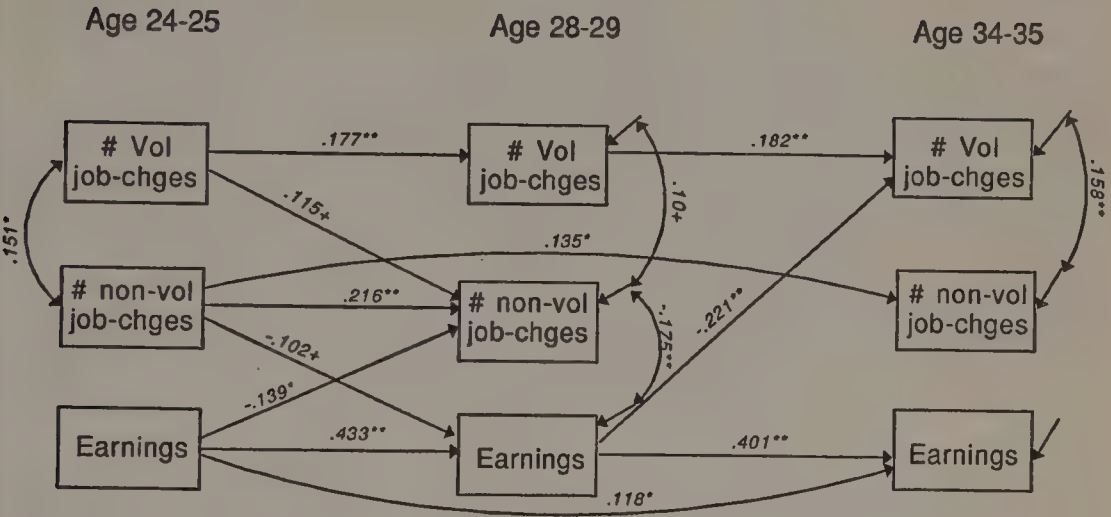 Age 24-25
Age 28-29
Age 34-35
# Vol
job-chges
.177**
# Vol
job-chges
.182**
# Vol
job-chges
.115+
.10+
.158**
.151*
.135*
# non-vol
job-chges
.216**
# non-vol
job-chges
-.221**
# non-vol
job-chges
-.102+
-.175**
-.139*
Earnings
.433**
Earnings
.401**
Earnings
.118*